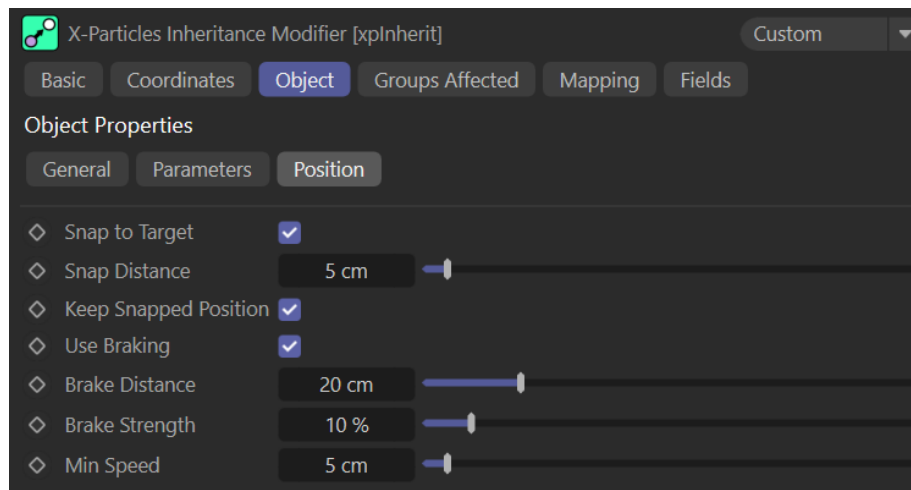 X-Particles Inheritance Modifier [xpInherit] Custom
Basic Coordinates Object Groups Affected Mapping Fields
Object Properties
General Parameters Position
Snap to Target
Snap Distance 5 cm
Keep Snapped Position
Use Braking
Brake Distance 20 cm
Brake Strength 10 %
Min Speed 5 cm